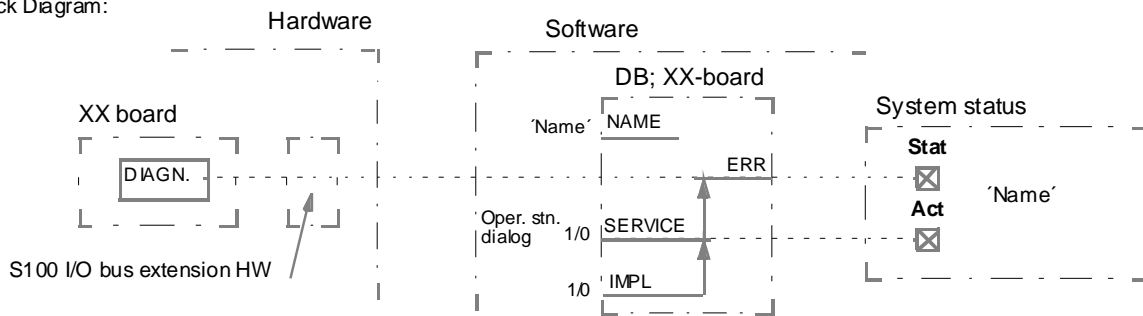 ck Diagram:
Hardware
Software
DB; XX-board
XX board
System status
´Name´ NAME
Stat
DIAGN.
ERR
´Name´
Act
Oper. stn.
dialog
1/0 SERVICE
S100 I/O bus extension HW
1/0 IMPL